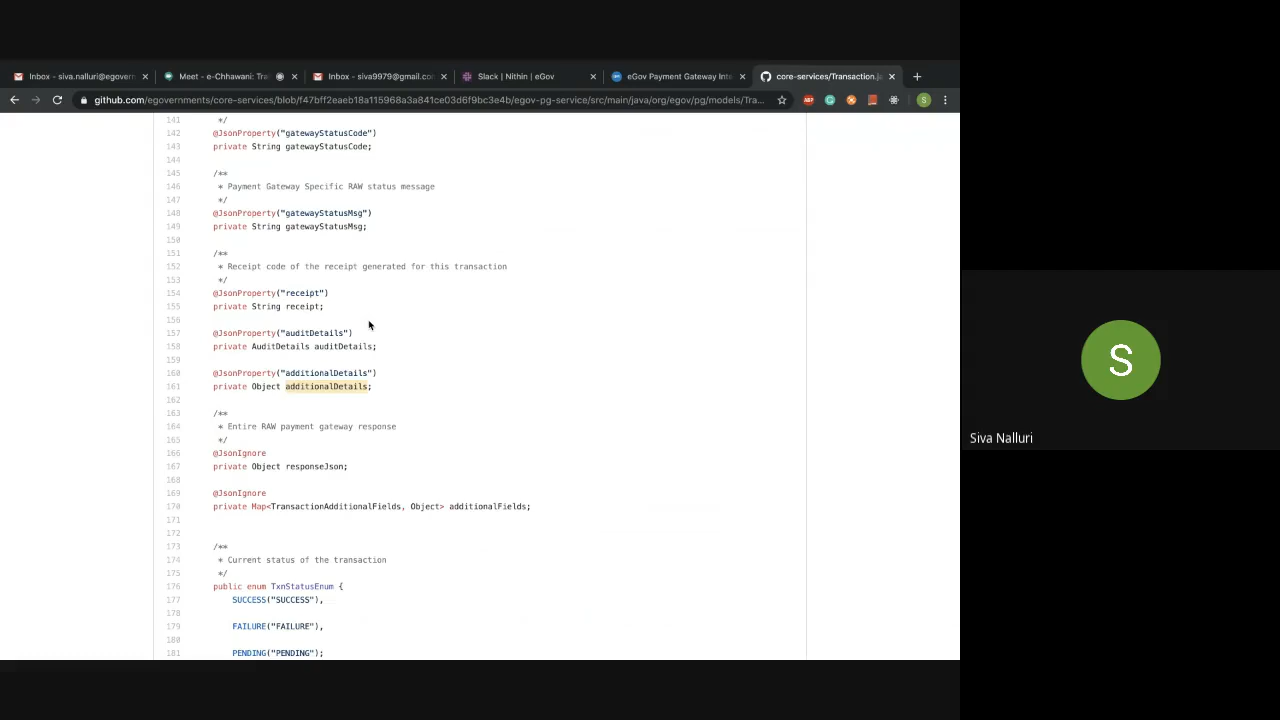 Inbox - siva.nalluri@egovern
Meet - e-Chhawani: Tra
Inbox - siva9979@gmail.co
Slack | Nithin | eGov
eGov Payment Gateway Inte
core-services/Transaction.ja
github.com/egovernments/core-services/blob/f47bff2eaeb18a115968a3a841ce03d6f9bc3e4b/egov-pg-service/src/main/java/org/egov/pg/models/Tra...
ABP
S
141 */
142 @JsonProperty("gatewayStatusCode")
143 private String gatewayStatusCode;
144
145 /**
146 * Payment Gateway Specific RAW status message
147 */
148 @JsonProperty("gatewayStatusMsg")
149 private String gatewayStatusMsg;
150
151 /**
152 * Receipt code of the receipt generated for this transaction
153 */
154 @JsonProperty("receipt")
155 private String receipt;
156
157 @JsonProperty("auditDetails")
158 private AuditDetails auditDetails;
159
160 @JsonProperty("additionalDetails")
161 private Object additionalDetails;
162
163 /**
164 * Entire RAW payment gateway response
165 */
166 @JsonIgnore
167 private Object responseJson;
168
169 @JsonIgnore
170 private Map<TransactionAdditionalFields, Object> additionalFields;
171
172
173 /**
174 * Current status of the transaction
175 */
176 public enum TxnStatusEnum {
177 SUCCESS("SUCCESS"),
178
179 FAILURE("FAILURE"),
180
181 PENDING("PENDING");
S
Siva Nalluri